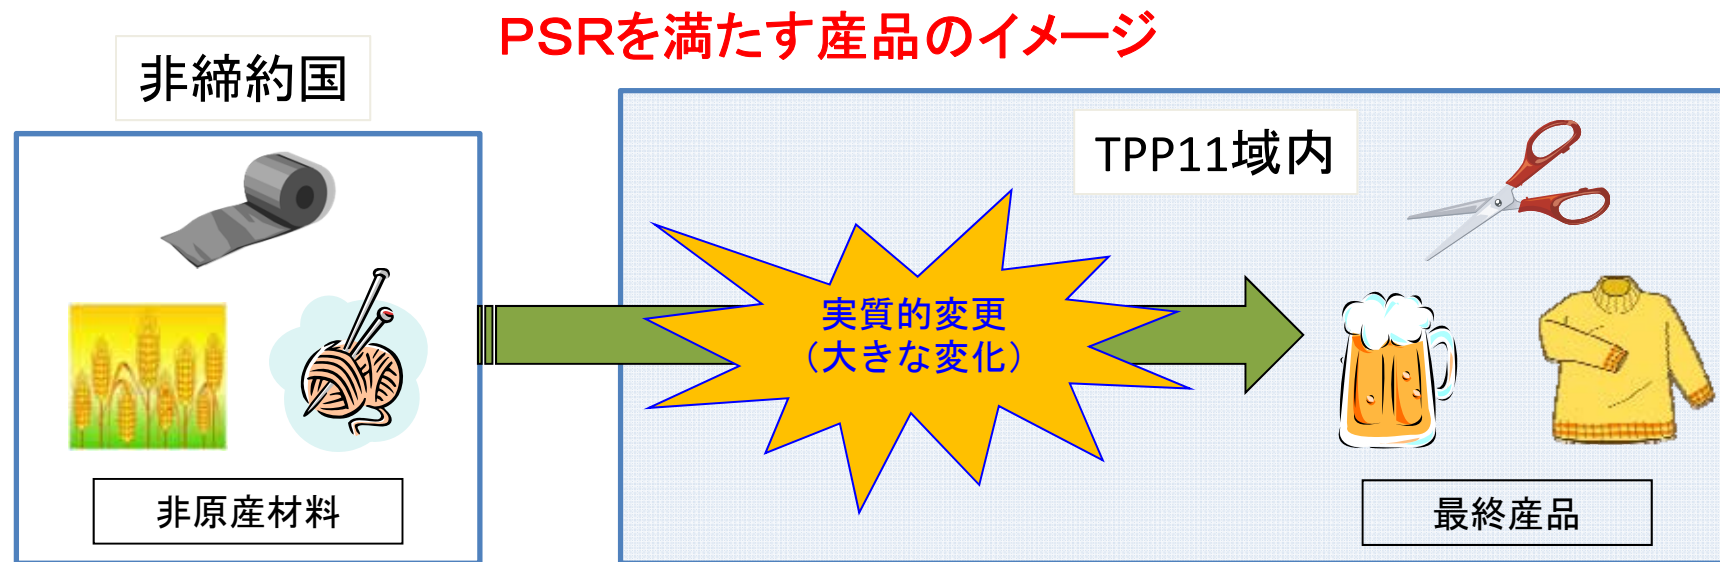 PSRを満たす産品のイメージ
非締約国
TPP11域内
実質的変更
（大きな変化）
非原産材料
最終産品